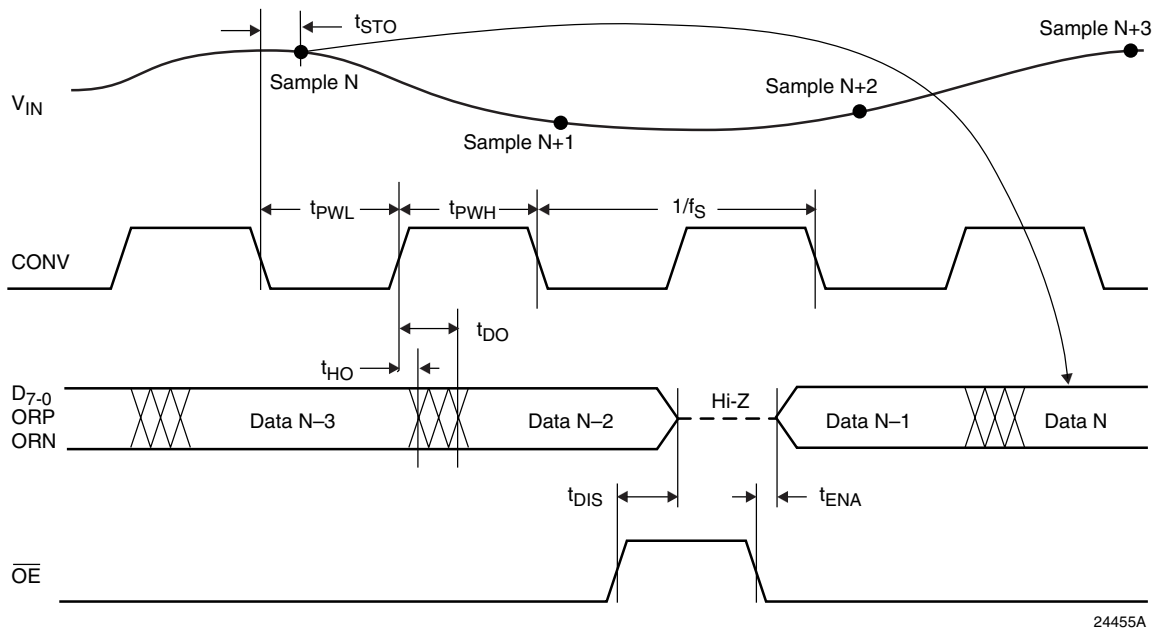 tSTO
Sample N+3
Sample N
Sample N+2
VIN
Sample N+1
tPWL
tPWH
1/fS
CONV
tDO
tHO
D7-0
ORP
ORN
Data N–3
Data N–2
Hi-Z
Data N–1
Data N
tDIS
tENA
OE
24455A